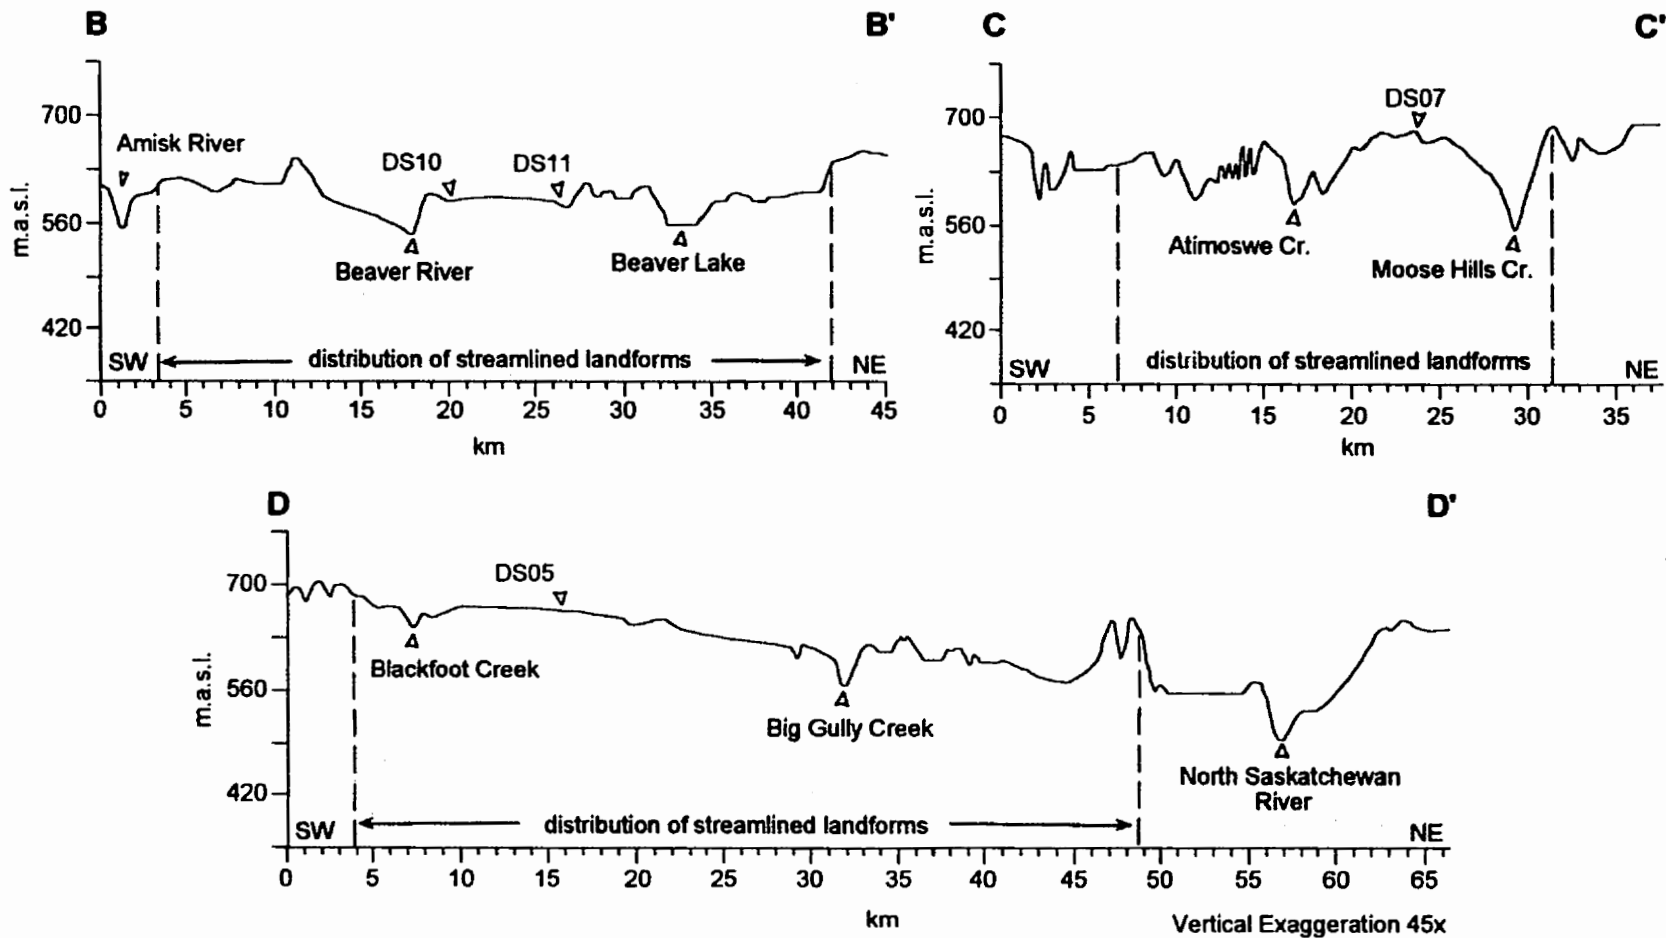 B B'
700
560
420
m.a.s.l.
Amisk River
DS10
DS11
Beaver River
Beaver Lake
SW distribution of streamlined landforms NE
0 5 10 15 20 25 30 35 40 45
km
C C'
700
560
420
m.a.s.l.
DS07
Atimoswe Cr.
Moose Hills Cr.
SW distribution of streamlined landforms NE
0 5 10 15 20 25 30 35
km
D D'
700
560
420
m.a.s.l.
DS05
Blackfoot Creek
Big Gully Creek
North Saskatchewan
River
SW distribution of streamlined landforms NE
0 5 10 15 20 25 30 35 40 45 50 55 60 65
km
Vertical Exaggeration 45x